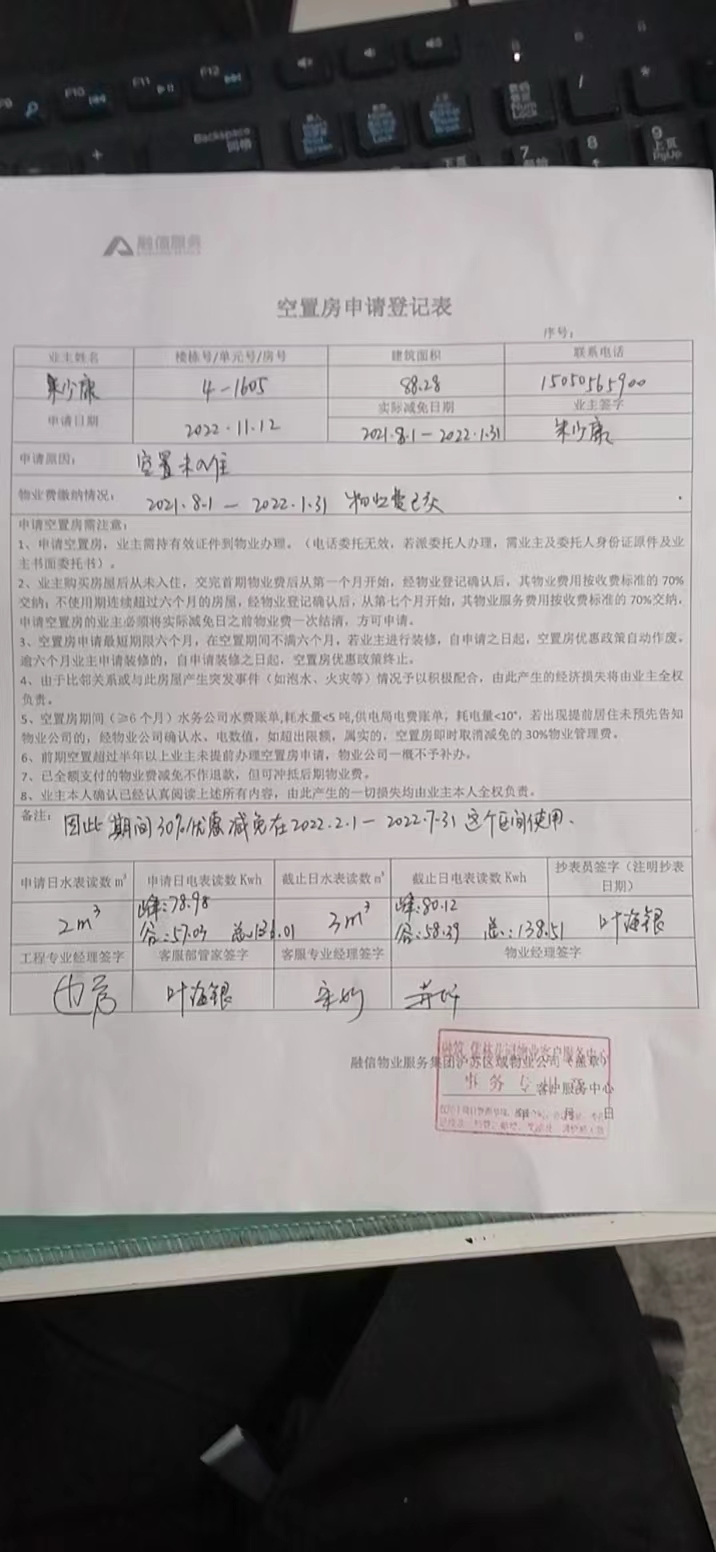 F10
F11
F12
Backspace
Num Lock
7
8
9
上页
PgUp
下页
融信服务
空置房申请登记表
序号：
业主姓名 楼栋号/单元号/房号 建筑面积 联系电话
朱少康 4-1605 88.28 15050565900
申请日期 2022.11.12 实际减免日期 业主签字
2021.8.1-2022.1.31 朱少康
申请原因： 空置未入住
物业费缴纳情况： 2021.8.1 - 2022.1.31 物业费已交
申请空置房需注意：
1、申请空置房，业主需持有效证件到物业办理。（电话委托无效，若派委托人办理，需业主及委托人身份证原件及业
主书面委托书）。
2、业主购买房屋后从未入住，交完首期物业费后从第一个月开始，经物业登记确认后，其物业费用按收费标准的 70%
交纳；不使用期连续超过六个月的房屋，经物业登记确认后，从第七个月开始，其物业服务费用按收费标准的 70%交纳，
申请空置房的业主必须将实际减免日之前物业费一次结清，方可申请。
3、空置房申请最短期限六个月，在空置期间不满六个月，若业主进行装修，自申请之日起，空置房优惠政策自动作废。
逾六个月业主申请装修的，自申请装修之日起，空置房优惠政策终止。
4、由于比邻关系或与此房屋产生突发事件（如泡水、火灾等）情况予以积极配合，由此产生的经济损失将由业主全权
负责。
5、空置房期间（≥6 个月）水务公司水费账单,耗水量<5 吨,供电局电费账单，耗电量<10°，若出现提前居住未预先告知
物业公司的，经物业公司确认水、电数值，如超出限额，属实的，空置房即时取消减免的 30%物业管理费。
6、前期空置超过半年以上业主未提前办理空置房申请，物业公司一概不予补办。
7、已全额支付的物业费减免不作退款，但可冲抵后期物业费。
8、业主本人确认已经认真阅读上述所有内容，由此产生的一切损失均由业主本人全权负责。
备注： 因此期间30%优惠减免在2022.2.1-2022.7.31这个区间使用.
申请日水表读数 m³ 申请日电表读数 Kwh 截止日水表读数 m³ 截止日电表读数 Kwh 抄表员签字（注明抄表
日期）
2m³ 峰:78.98 3m³ 峰:80.12 叶海银
谷:57.03 总:136.01 谷:58.39 总:138.51
工程专业经理签字 客服部管家签字 客服专业经理签字 物业经理签字
叶海银
融信物业服务集团沪苏区域物业公司
客户服务中心
日